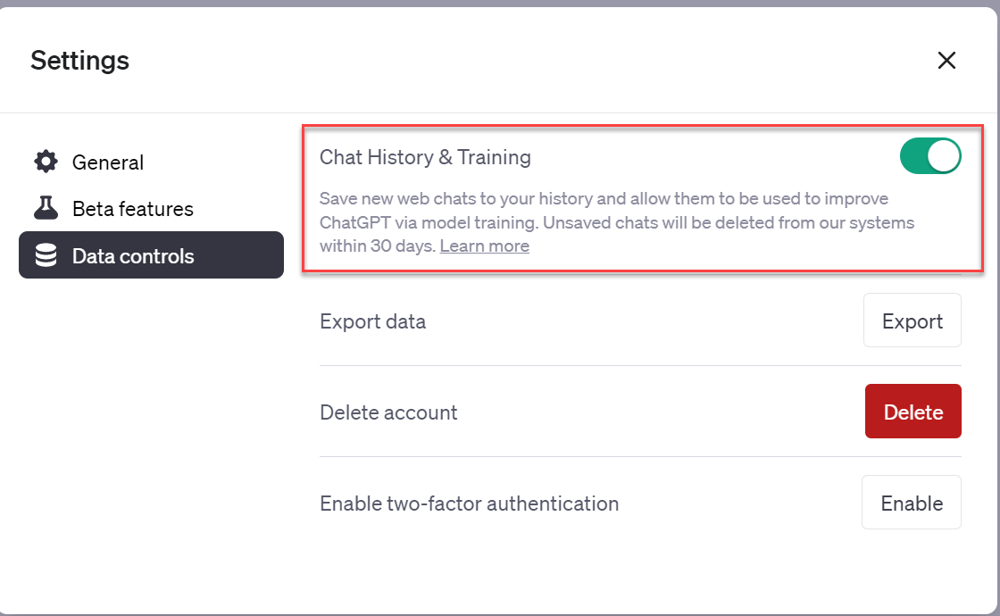 Settings
General
Beta features
Data controls
Chat History & Training
Save new web chats to your history and allow them to be used to improve
ChatGPT via model training. Unsaved chats will be deleted from our systems
within 30 days. Learn more
Export data
Export
Delete account
Delete
Enable two-factor authentication
Enable